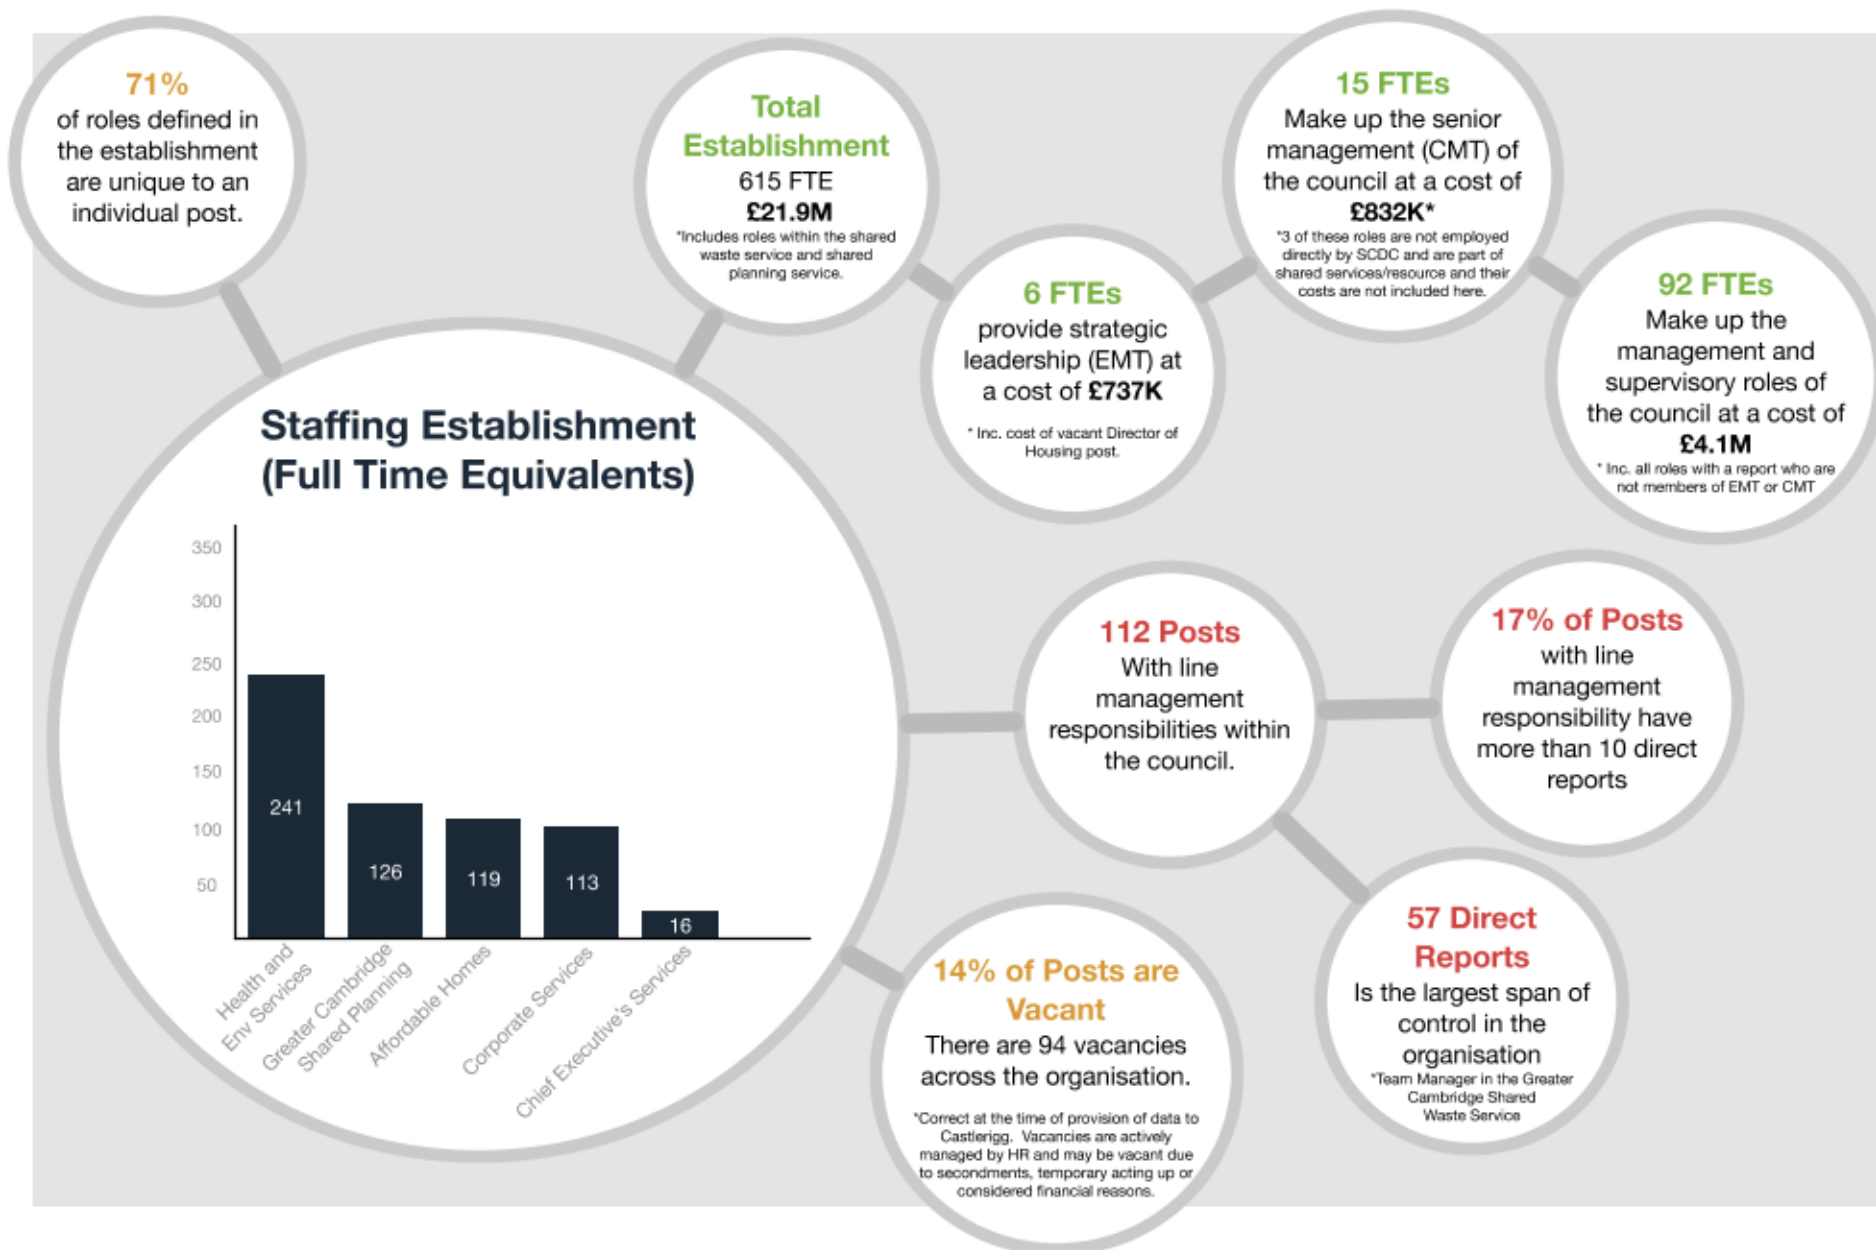 71%
of roles defined in
the establishment
are unique to an
individual post.
Total
Establishment
615 FTE
£21.9M
*Includes roles within the shared
waste service and shared
planning service.
6 FTEs
provide strategic
leadership (EMT) at
a cost of £737K
* Inc. cost of vacant Director of
Housing post.
15 FTEs
Make up the senior
management (CMT) of
the council at a cost of
£832K*
*3 of these roles are not employed
directly by SCDC and are part of
shared services/resource and their
costs are not included here.
92 FTEs
Make up the
management and
supervisory roles of
the council at a cost of
£4.1M
* Inc. all roles with a report who are
not members of EMT or CMT
Staffing Establishment
(Full Time Equivalents)
350
300
250
200
150
100
50
241
126
119
113
16
Health and
Env Services
Greater Cambridge
Shared Planning
Affordable Homes
Corporate Services
Chief Executive's Services
112 Posts
With line
management
responsibilities within
the council.
17% of Posts
with line
management
responsibility have
more than 10 direct
reports
57 Direct
Reports
Is the largest span of
control in the
organisation
*Team Manager in the Greater
Cambridge Shared
Waste Service
14% of Posts are
Vacant
There are 94 vacancies
across the organisation.
*Correct at the time of provision of data to
Castlerigg. Vacancies are actively
managed by HR and may be vacant due
to secondments, temporary acting up or
considered financial reasons.